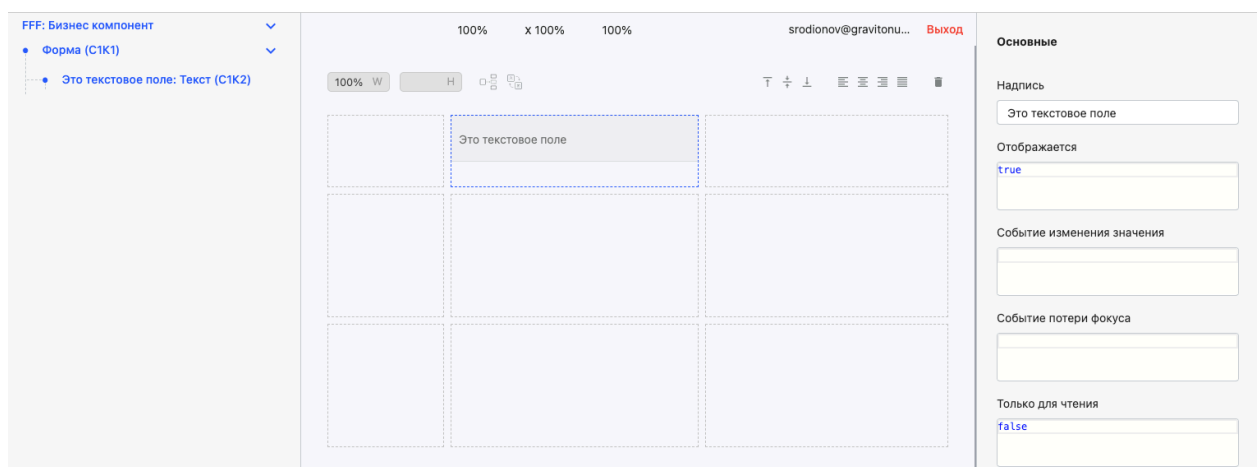 FFF: Бизнес компонент
Форма (C1K1)
Это текстовое поле: Текст (C1K2)
100% X 100% 100%
srodionov@gravitonu... Выход
100% W H
Это текстовое поле
Основные
Надпись
Это текстовое поле
Отображается
true
Событие изменения значения
Событие потери фокуса
Только для чтения
false